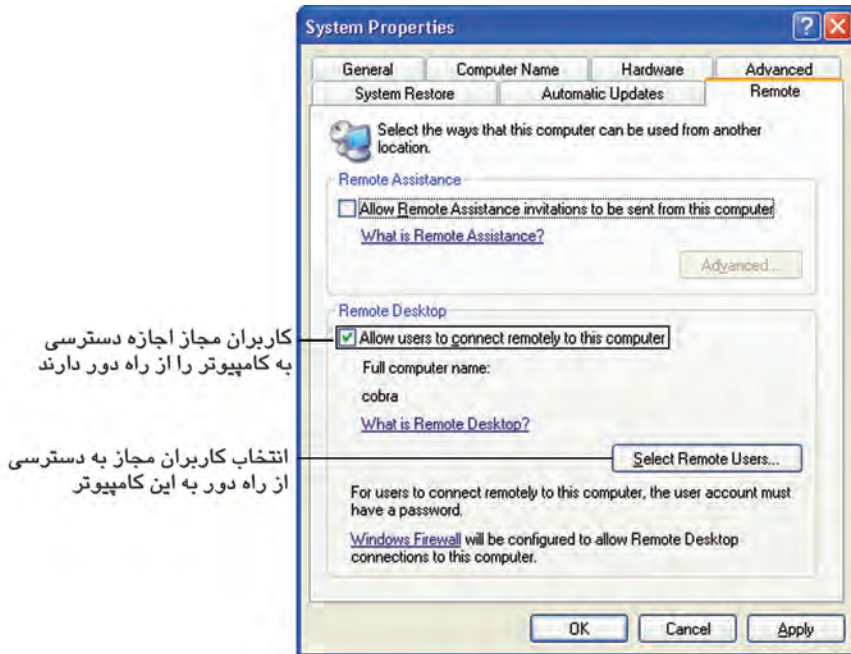 System Properties
General
Computer Name
Hardware
Advanced
System Restore
Automatic Updates
Remote
Select the ways that this computer can be used from another
location.
Remote Assistance
Allow Remote Assistance invitations to be sent from this computer
What is Remote Assistance?
Advanced...
Remote Desktop
Allow users to connect remotely to this computer
کاربران مجاز اجازه دسترسی
به کامپیوتر را از راه دور دارند
Full computer name:
cobra
What is Remote Desktop?
Select Remote Users...
انتخاب کاربران مجاز به دسترسی
از راه دور به این کامپیوتر
For users to connect remotely to this computer, the user account must
have a password.
Windows Firewall will be configured to allow Remote Desktop
connections to this computer.
OK
Cancel
Apply